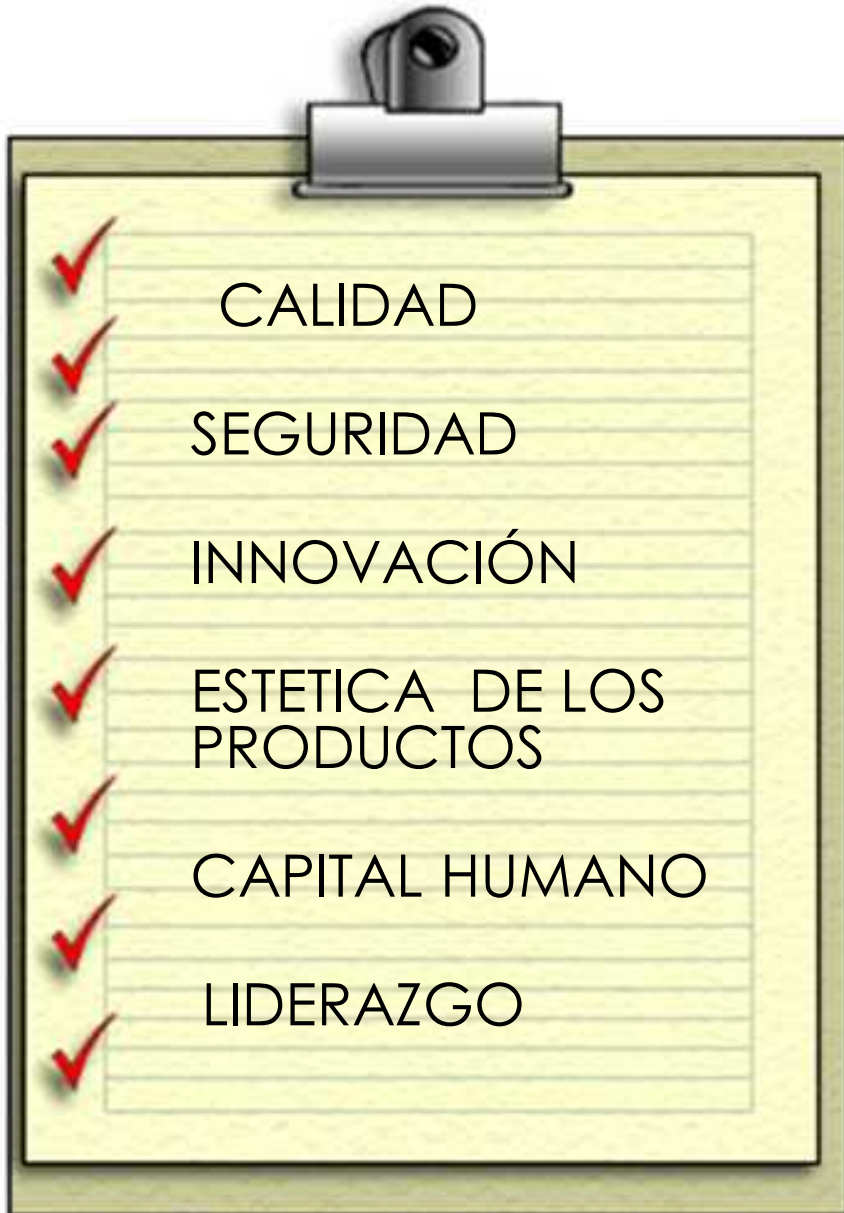 CALIDAD
SEGURIDAD
INNOVACIÓN
ESTETICA DE LOS
PRODUCTOS
CAPITAL HUMANO
LIDERAZGO